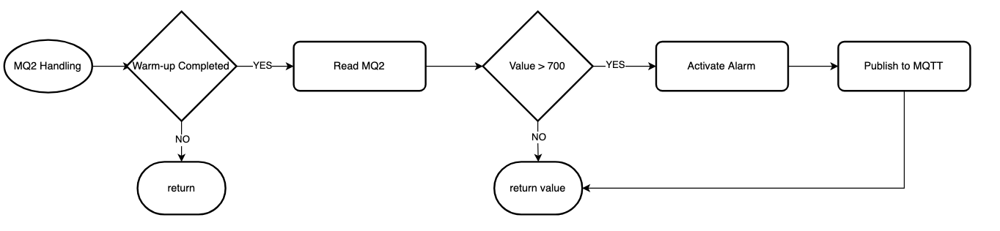 MQ2 Handling
Warm-up Completed
YES
Read MQ2
Value > 700
YES
Activate Alarm
Publish to MQTT
NO
NO
return
return value